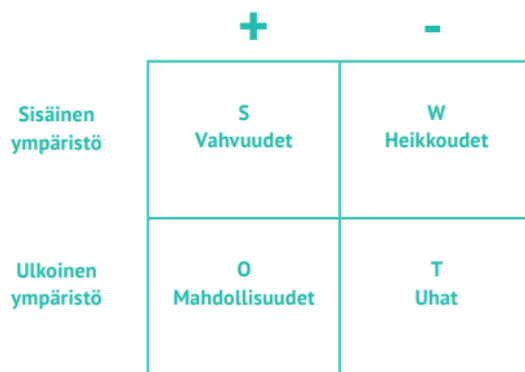 + -
Sisäinen
ympäristö
S
Vahvuudet
W
Heikkoudet
Ulkoinen
ympäristö
O
Mahdollisuudet
T
Uhat